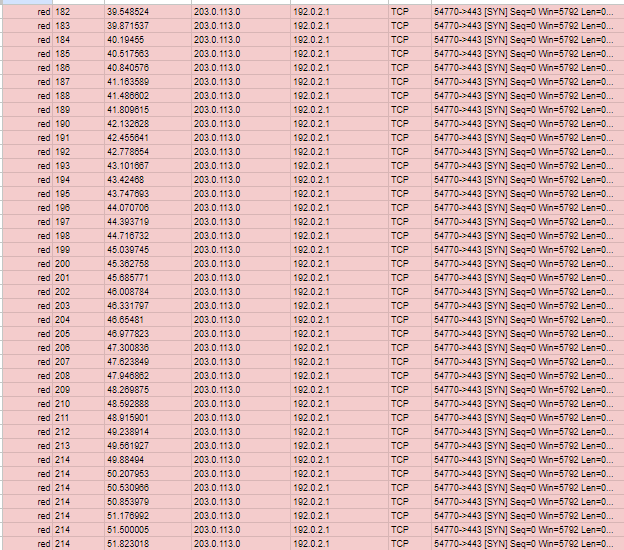 red 182 39.548524 203.0.113.0 192.0.2.1 TCP 54770->443 [SYN] Seq=0 Win=5792 Len=0...
red 183 39.871537 203.0.113.0 192.0.2.1 TCP 54770->443 [SYN] Seq=0 Win=5792 Len=0...
red 184 40.19455 203.0.113.0 192.0.2.1 TCP 54770->443 [SYN] Seq=0 Win=5792 Len=0...
red 185 40.517563 203.0.113.0 192.0.2.1 TCP 54770->443 [SYN] Seq=0 Win=5792 Len=0...
red 186 40.840576 203.0.113.0 192.0.2.1 TCP 54770->443 [SYN] Seq=0 Win=5792 Len=0...
red 187 41.163589 203.0.113.0 192.0.2.1 TCP 54770->443 [SYN] Seq=0 Win=5792 Len=0...
red 188 41.486602 203.0.113.0 192.0.2.1 TCP 54770->443 [SYN] Seq=0 Win=5792 Len=0...
red 189 41.809615 203.0.113.0 192.0.2.1 TCP 54770->443 [SYN] Seq=0 Win=5792 Len=0...
red 190 42.132628 203.0.113.0 192.0.2.1 TCP 54770->443 [SYN] Seq=0 Win=5792 Len=0...
red 191 42.455641 203.0.113.0 192.0.2.1 TCP 54770->443 [SYN] Seq=0 Win=5792 Len=0...
red 192 42.778654 203.0.113.0 192.0.2.1 TCP 54770->443 [SYN] Seq=0 Win=5792 Len=0...
red 193 43.101667 203.0.113.0 192.0.2.1 TCP 54770->443 [SYN] Seq=0 Win=5792 Len=0...
red 194 43.42468 203.0.113.0 192.0.2.1 TCP 54770->443 [SYN] Seq=0 Win=5792 Len=0...
red 195 43.747693 203.0.113.0 192.0.2.1 TCP 54770->443 [SYN] Seq=0 Win=5792 Len=0...
red 196 44.070706 203.0.113.0 192.0.2.1 TCP 54770->443 [SYN] Seq=0 Win=5792 Len=0...
red 197 44.393719 203.0.113.0 192.0.2.1 TCP 54770->443 [SYN] Seq=0 Win=5792 Len=0...
red 198 44.716732 203.0.113.0 192.0.2.1 TCP 54770->443 [SYN] Seq=0 Win=5792 Len=0...
red 199 45.039745 203.0.113.0 192.0.2.1 TCP 54770->443 [SYN] Seq=0 Win=5792 Len=0...
red 200 45.362758 203.0.113.0 192.0.2.1 TCP 54770->443 [SYN] Seq=0 Win=5792 Len=0...
red 201 45.685771 203.0.113.0 192.0.2.1 TCP 54770->443 [SYN] Seq=0 Win=5792 Len=0...
red 202 46.008784 203.0.113.0 192.0.2.1 TCP 54770->443 [SYN] Seq=0 Win=5792 Len=0...
red 203 46.331797 203.0.113.0 192.0.2.1 TCP 54770->443 [SYN] Seq=0 Win=5792 Len=0...
red 204 46.65481 203.0.113.0 192.0.2.1 TCP 54770->443 [SYN] Seq=0 Win=5792 Len=0...
red 205 46.977823 203.0.113.0 192.0.2.1 TCP 54770->443 [SYN] Seq=0 Win=5792 Len=0...
red 206 47.300836 203.0.113.0 192.0.2.1 TCP 54770->443 [SYN] Seq=0 Win=5792 Len=0...
red 207 47.623849 203.0.113.0 192.0.2.1 TCP 54770->443 [SYN] Seq=0 Win=5792 Len=0...
red 208 47.946862 203.0.113.0 192.0.2.1 TCP 54770->443 [SYN] Seq=0 Win=5792 Len=0...
red 209 48.269875 203.0.113.0 192.0.2.1 TCP 54770->443 [SYN] Seq=0 Win=5792 Len=0...
red 210 48.592888 203.0.113.0 192.0.2.1 TCP 54770->443 [SYN] Seq=0 Win=5792 Len=0...
red 211 48.915901 203.0.113.0 192.0.2.1 TCP 54770->443 [SYN] Seq=0 Win=5792 Len=0...
red 212 49.238914 203.0.113.0 192.0.2.1 TCP 54770->443 [SYN] Seq=0 Win=5792 Len=0...
red 213 49.561927 203.0.113.0 192.0.2.1 TCP 54770->443 [SYN] Seq=0 Win=5792 Len=0...
red 214 49.88494 203.0.113.0 192.0.2.1 TCP 54770->443 [SYN] Seq=0 Win=5792 Len=0...
red 214 50.207953 203.0.113.0 192.0.2.1 TCP 54770->443 [SYN] Seq=0 Win=5792 Len=0...
red 214 50.530966 203.0.113.0 192.0.2.1 TCP 54770->443 [SYN] Seq=0 Win=5792 Len=0...
red 214 50.853979 203.0.113.0 192.0.2.1 TCP 54770->443 [SYN] Seq=0 Win=5792 Len=0...
red 214 51.176992 203.0.113.0 192.0.2.1 TCP 54770->443 [SYN] Seq=0 Win=5792 Len=0...
red 214 51.500005 203.0.113.0 192.0.2.1 TCP 54770->443 [SYN] Seq=0 Win=5792 Len=0...
red 214 51.823018 203.0.113.0 192.0.2.1 TCP 54770->443 [SYN] Seq=0 Win=5792 Len=0...